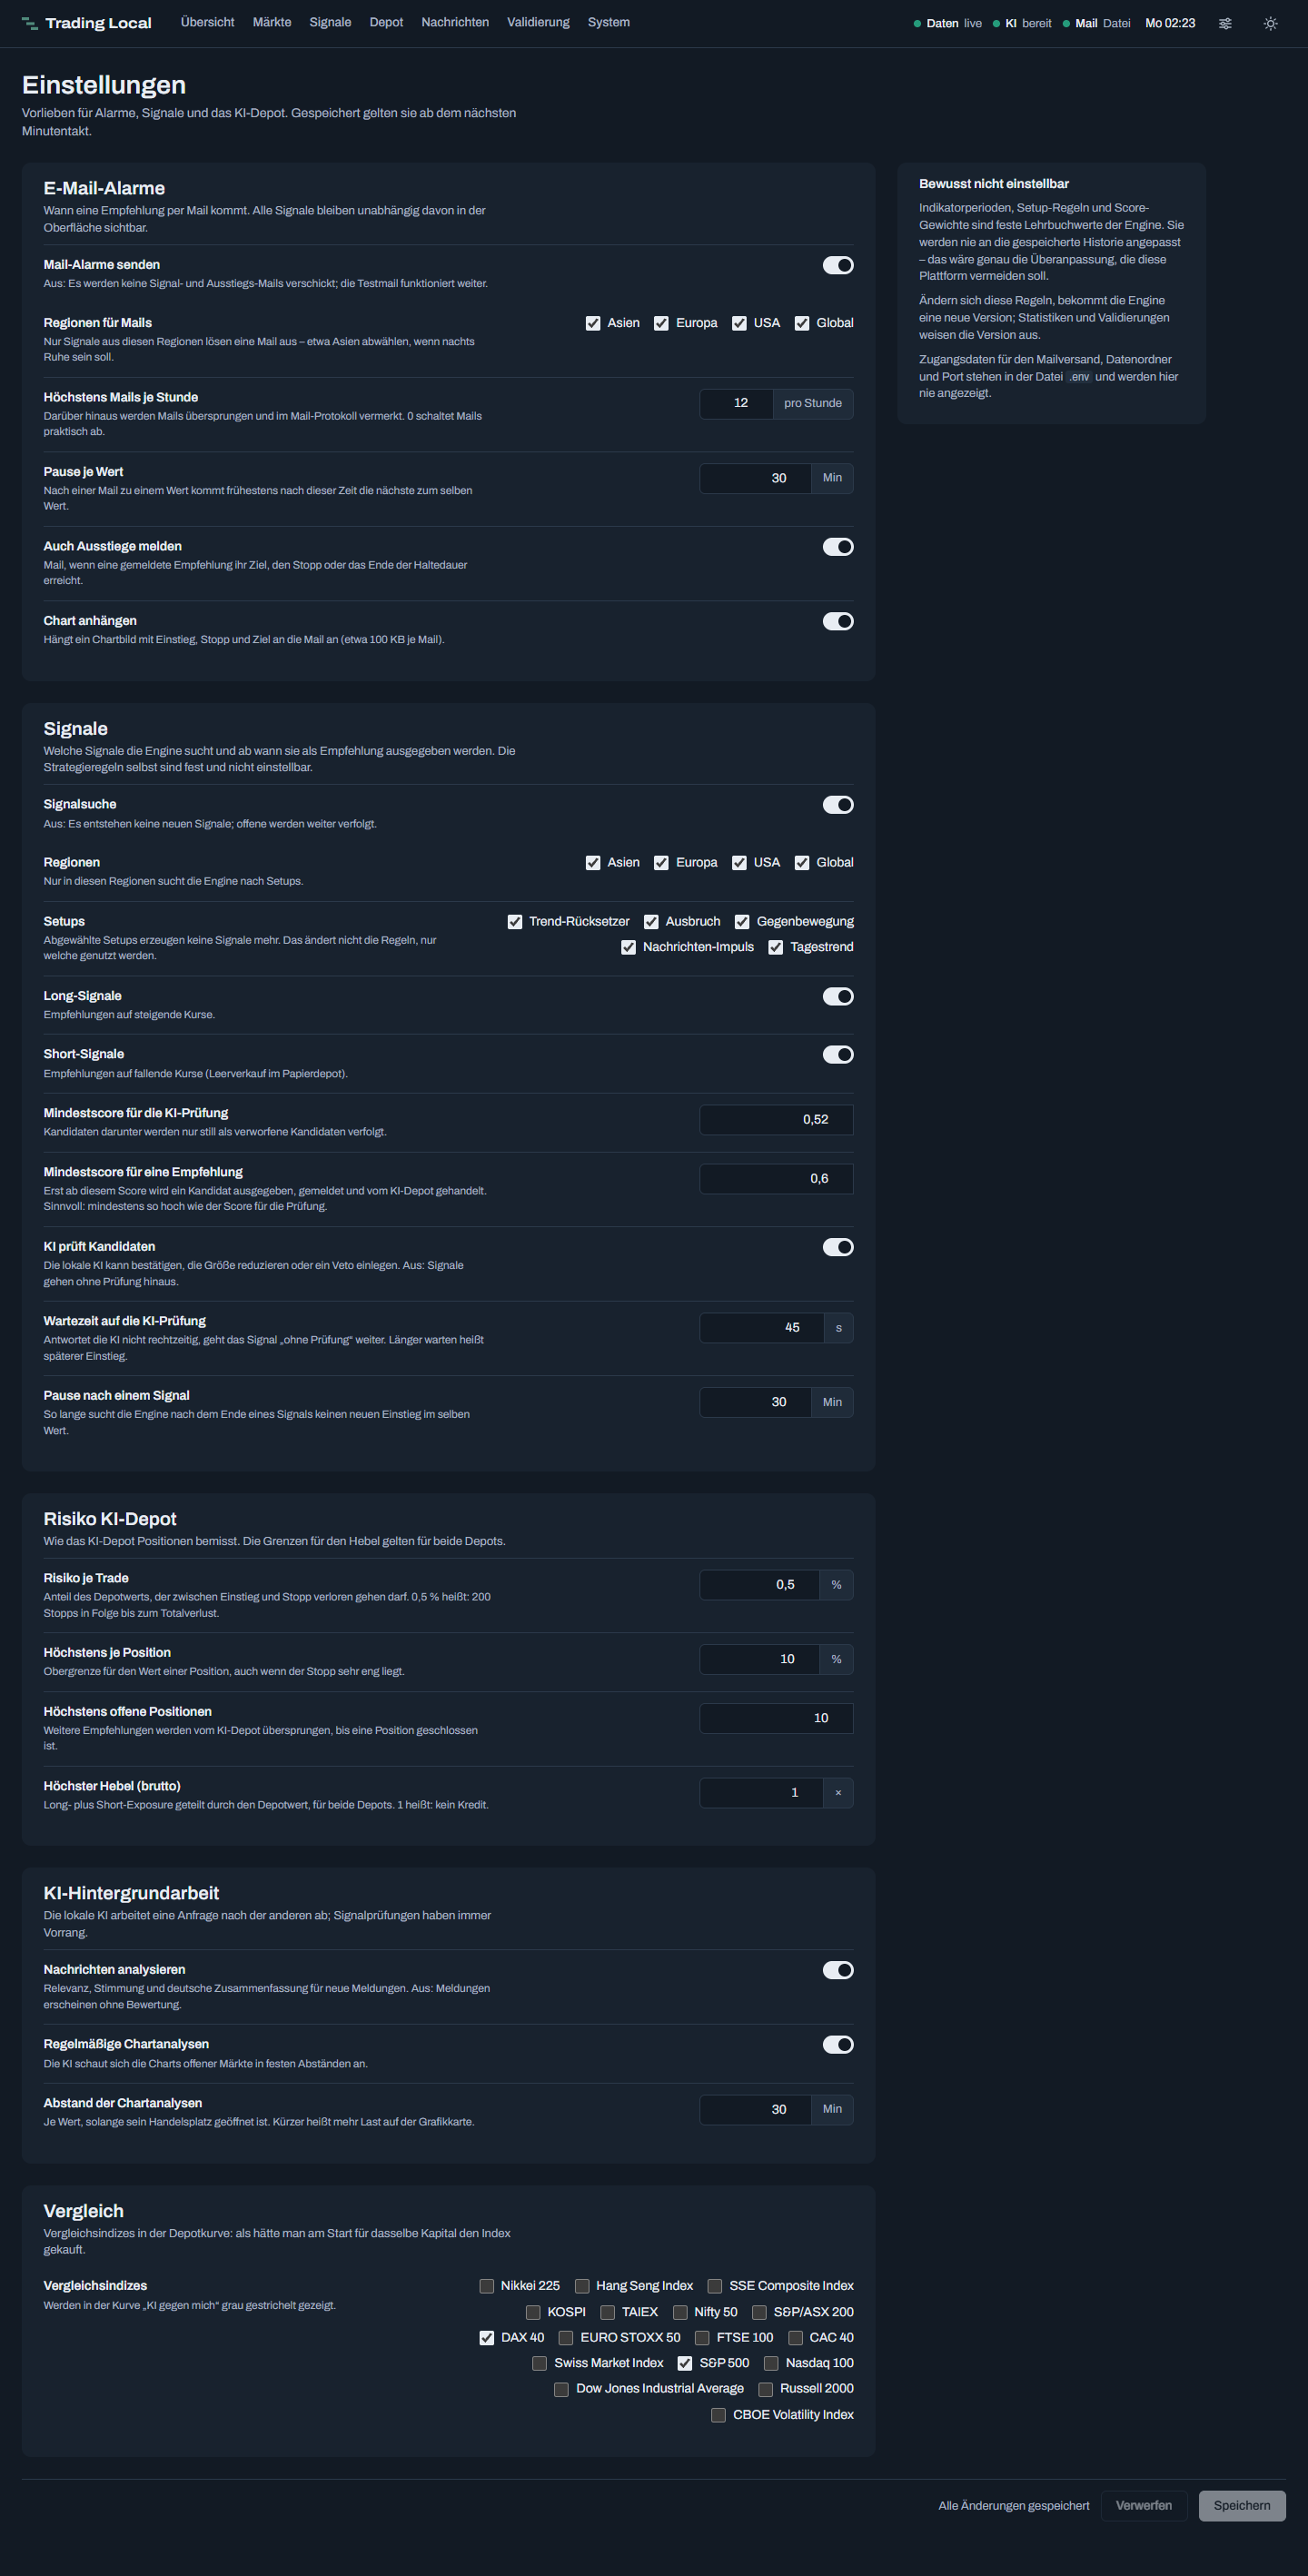 Trading Local
Übersicht Märkte Signale Depot Nachrichten Validierung System
Daten live KI bereit Mail Datei Mo 02:23
Einstellungen
Vorlieben für Alarme, Signale und das KI-Depot. Gespeichert gelten sie ab dem nächsten
Minutentakt.
E-Mail-Alarme
Wann eine Empfehlung per Mail kommt. Alle Signale bleiben unabhängig davon in der
Oberfläche sichtbar.
Mail-Alarme senden
Aus: Es werden keine Signal- und Ausstiegs-Mails verschickt; die Testmail funktioniert weiter.
Regionen für Mails
Nur Signale aus diesen Regionen lösen eine Mail aus – etwa Asien abwählen, wenn nachts
Ruhe sein soll.
Asien Europa USA Global
Höchstens Mails je Stunde
Darüber hinaus werden Mails übersprungen und im Mail-Protokoll vermerkt. 0 schaltet Mails
praktisch ab.
12 pro Stunde
Pause je Wert
Nach einer Mail zu einem Wert kommt frühestens nach dieser Zeit die nächste zum selben
Wert.
30 Min
Auch Ausstiege melden
Mail, wenn eine gemeldete Empfehlung ihr Ziel, den Stopp oder das Ende der Haltedauer
erreicht.
Chart anhängen
Hängt ein Chartbild mit Einstieg, Stopp und Ziel an die Mail an (etwa 100 KB je Mail).
Bewusst nicht einstellbar
Indikatorperioden, Setup-Regeln und Score-
Gewichte sind feste Lehrbuchwerte der Engine. Sie
werden nie an die gespeicherte Historie angepasst
– das wäre genau die Überanpassung, die diese
Plattform vermeiden soll.
Ändern sich diese Regeln, bekommt die Engine
eine neue Version; Statistiken und Validierungen
weisen die Version aus.
Zugangsdaten für den Mailversand, Datenordner
und Port stehen in der Datei .env und werden hier
nie angezeigt.
Signale
Welche Signale die Engine sucht und ab wann sie als Empfehlung ausgegeben werden. Die
Strategieregeln selbst sind fest und nicht einstellbar.
Signalsuche
Aus: Es entstehen keine neuen Signale; offene werden weiter verfolgt.
Regionen
Nur in diesen Regionen sucht die Engine nach Setups.
Asien Europa USA Global
Setups
Abgewählte Setups erzeugen keine Signale mehr. Das ändert nicht die Regeln, nur
welche genutzt werden.
Trend-Rücksetzer Ausbruch Gegenbewegung
Nachrichten-Impuls Tagestrend
Long-Signale
Empfehlungen auf steigende Kurse.
Short-Signale
Empfehlungen auf fallende Kurse (Leerverkauf im Papierdepot).
Mindestscore für die KI-Prüfung
Kandidaten darunter werden nur still als verworfene Kandidaten verfolgt.
0,52
Mindestscore für eine Empfehlung
Erst ab diesem Score wird ein Kandidat ausgegeben, gemeldet und vom KI-Depot gehandelt.
Sinnvoll: mindestens so hoch wie der Score für die Prüfung.
0,6
KI prüft Kandidaten
Die lokale KI kann bestätigen, die Größe reduzieren oder ein Veto einlegen. Aus: Signale
gehen ohne Prüfung hinaus.
Wartezeit auf die KI-Prüfung
Antwortet die KI nicht rechtzeitig, geht das Signal „ohne Prüfung“ weiter. Länger warten heißt
späterer Einstieg.
45 s
Pause nach einem Signal
So lange sucht die Engine nach dem Ende eines Signals keinen neuen Einstieg im selben
Wert.
30 Min
Risiko KI-Depot
Wie das KI-Depot Positionen bemisst. Die Grenzen für den Hebel gelten für beide Depots.
Risiko je Trade
Anteil des Depotwerts, der zwischen Einstieg und Stopp verloren gehen darf. 0,5 % heißt: 200
Stopps in Folge bis zum Totalverlust.
0,5 %
Höchstens je Position
Obergrenze für den Wert einer Position, auch wenn der Stopp sehr eng liegt.
10 %
Höchstens offene Positionen
Weitere Empfehlungen werden vom KI-Depot übersprungen, bis eine Position geschlossen
ist.
10
Höchster Hebel (brutto)
Long- plus Short-Exposure geteilt durch den Depotwert, für beide Depots. 1 heißt: kein Kredit.
1 ×
KI-Hintergrundarbeit
Die lokale KI arbeitet eine Anfrage nach der anderen ab; Signalprüfungen haben immer
Vorrang.
Nachrichten analysieren
Relevanz, Stimmung und deutsche Zusammenfassung für neue Meldungen. Aus: Meldungen
erscheinen ohne Bewertung.
Regelmäßige Chartanalysen
Die KI schaut sich die Charts offener Märkte in festen Abständen an.
Abstand der Chartanalysen
Je Wert, solange sein Handelsplatz geöffnet ist. Kürzer heißt mehr Last auf der Grafikkarte.
30 Min
Vergleich
Vergleichsindizes in der Depotkurve: als hätte man am Start für dasselbe Kapital den Index
gekauft.
Vergleichsindizes
Werden in der Kurve „KI gegen mich“ grau gestrichelt gezeigt.
Nikkei 225 Hang Seng Index SSE Composite Index
KOSPI TAIEX Nifty 50 S&P/ASX 200
DAX 40 EURO STOXX 50 FTSE 100 CAC 40
Swiss Market Index S&P 500 Nasdaq 100
Dow Jones Industrial Average Russell 2000
CBOE Volatility Index
Alle Änderungen gespeichert Verwerfen Speichern